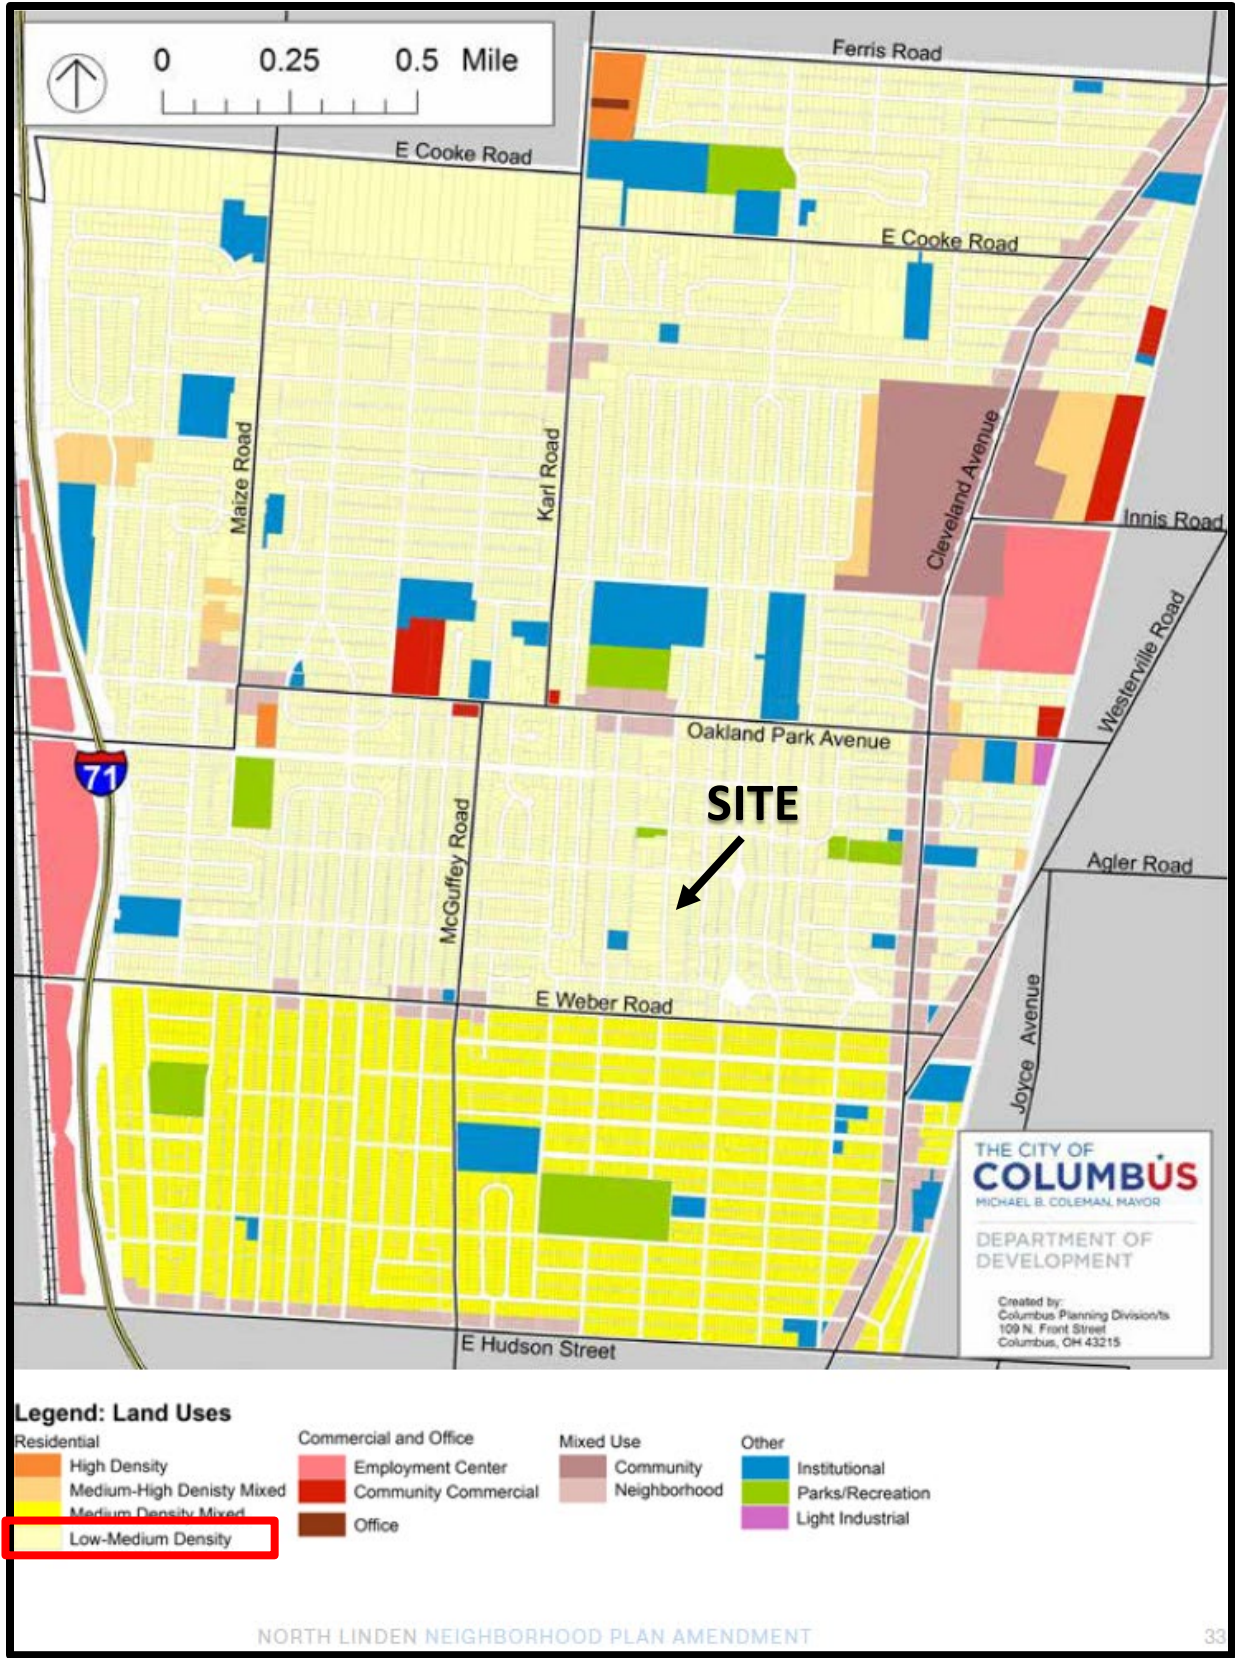 0 0.25 0.5 Mile
Ferris Road
E Cooke Road
E Cooke Road
Maize Road
Karl Road
Cleveland Avenue
Innis Road
Westerville Road
Oakland Park Avenue
71
SITE
McGuffey Road
Agler Road
E Weber Road
Joyce Avenue
THE CITY OF
COLUMBUS
MICHAEL B. COLEMAN, MAYOR
DEPARTMENT OF
DEVELOPMENT
Created by:
Columbus Planning Division/ts
109 N. Front Street
Columbus, OH 43215
E Hudson Street
Legend: Land Uses
Residential
High Density
Medium-High Denisty Mixed
Medium Density Mixed
Low-Medium Density
Commercial and Office
Employment Center
Community Commercial
Office
Mixed Use
Community
Neighborhood
Other
Institutional
Parks/Recreation
Light Industrial
NORTH LINDEN NEIGHBORHOOD PLAN AMENDMENT
33